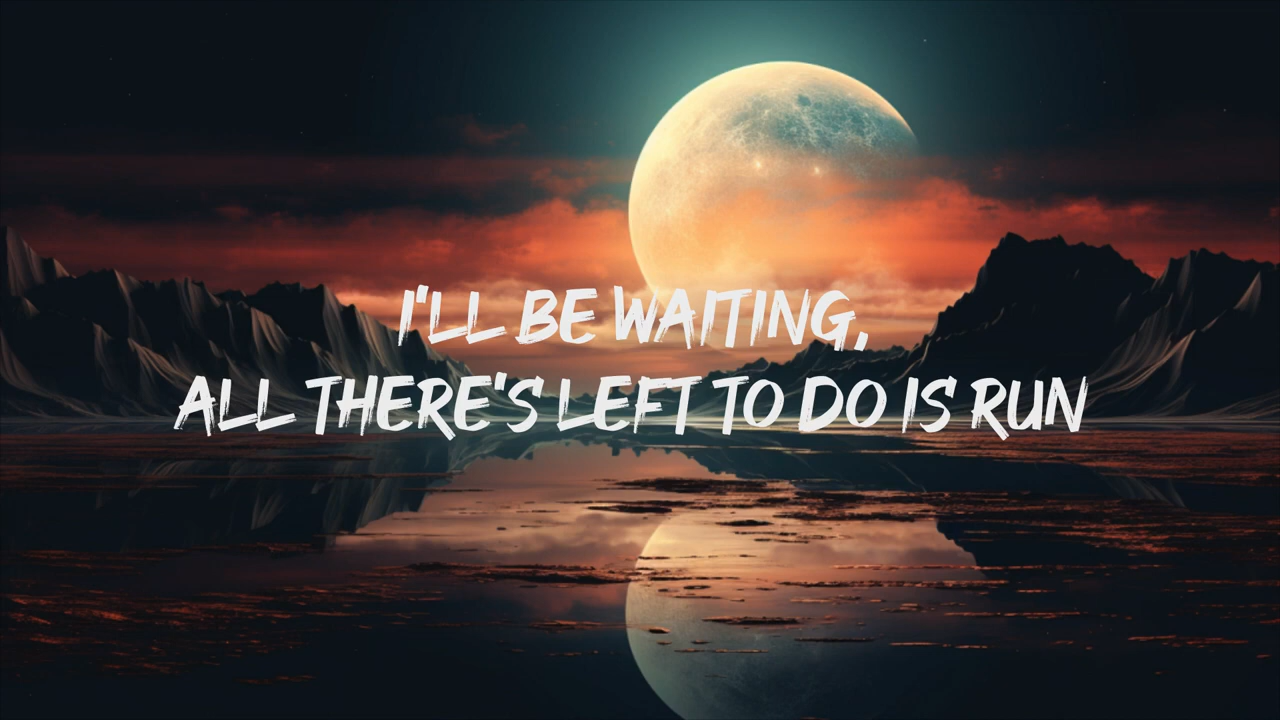 I'LL BE WAITING,
ALL THERE'S LEFT TO DO IS RUN